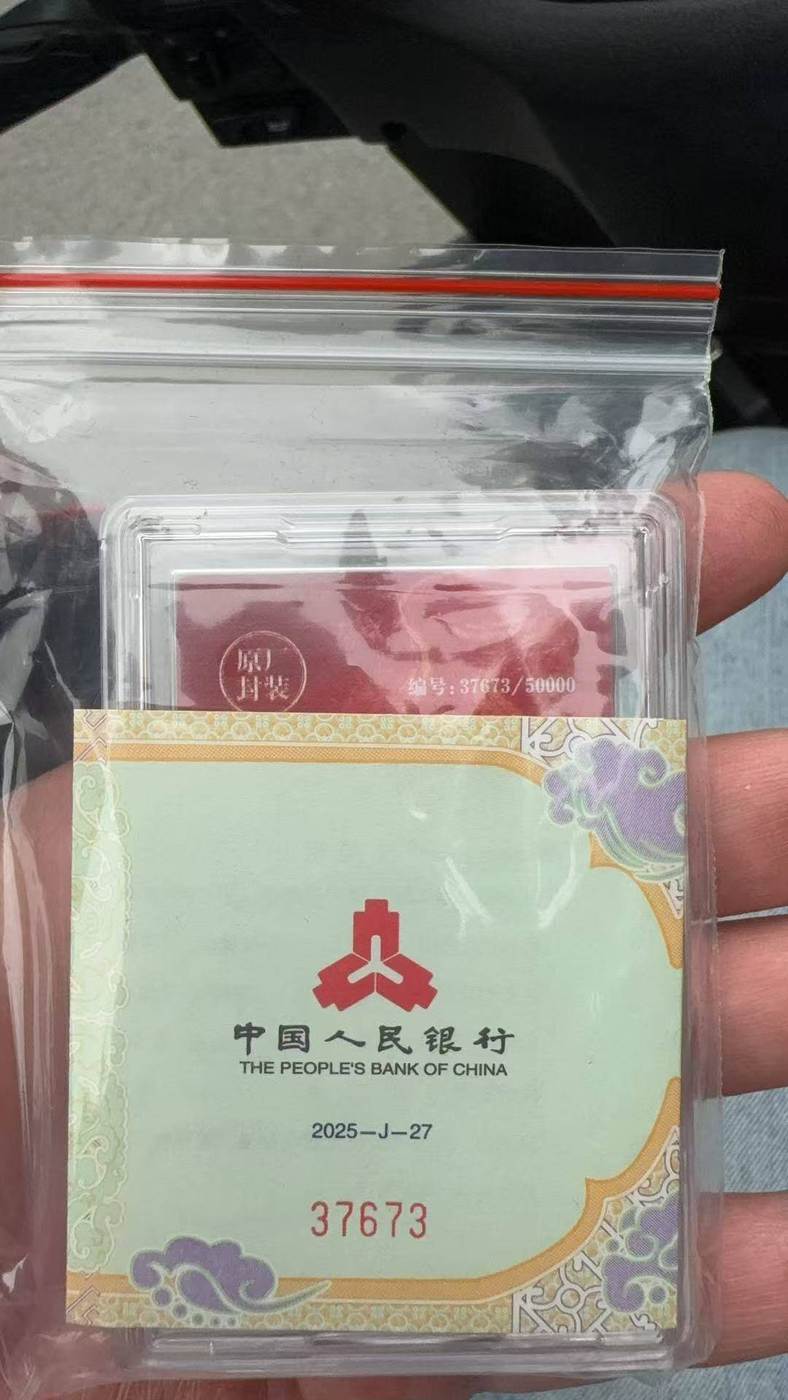 原厂
封装
编号:37673/50000
中国人民银行
THE PEOPLE'S BANK OF CHINA
2025—J—27
37673